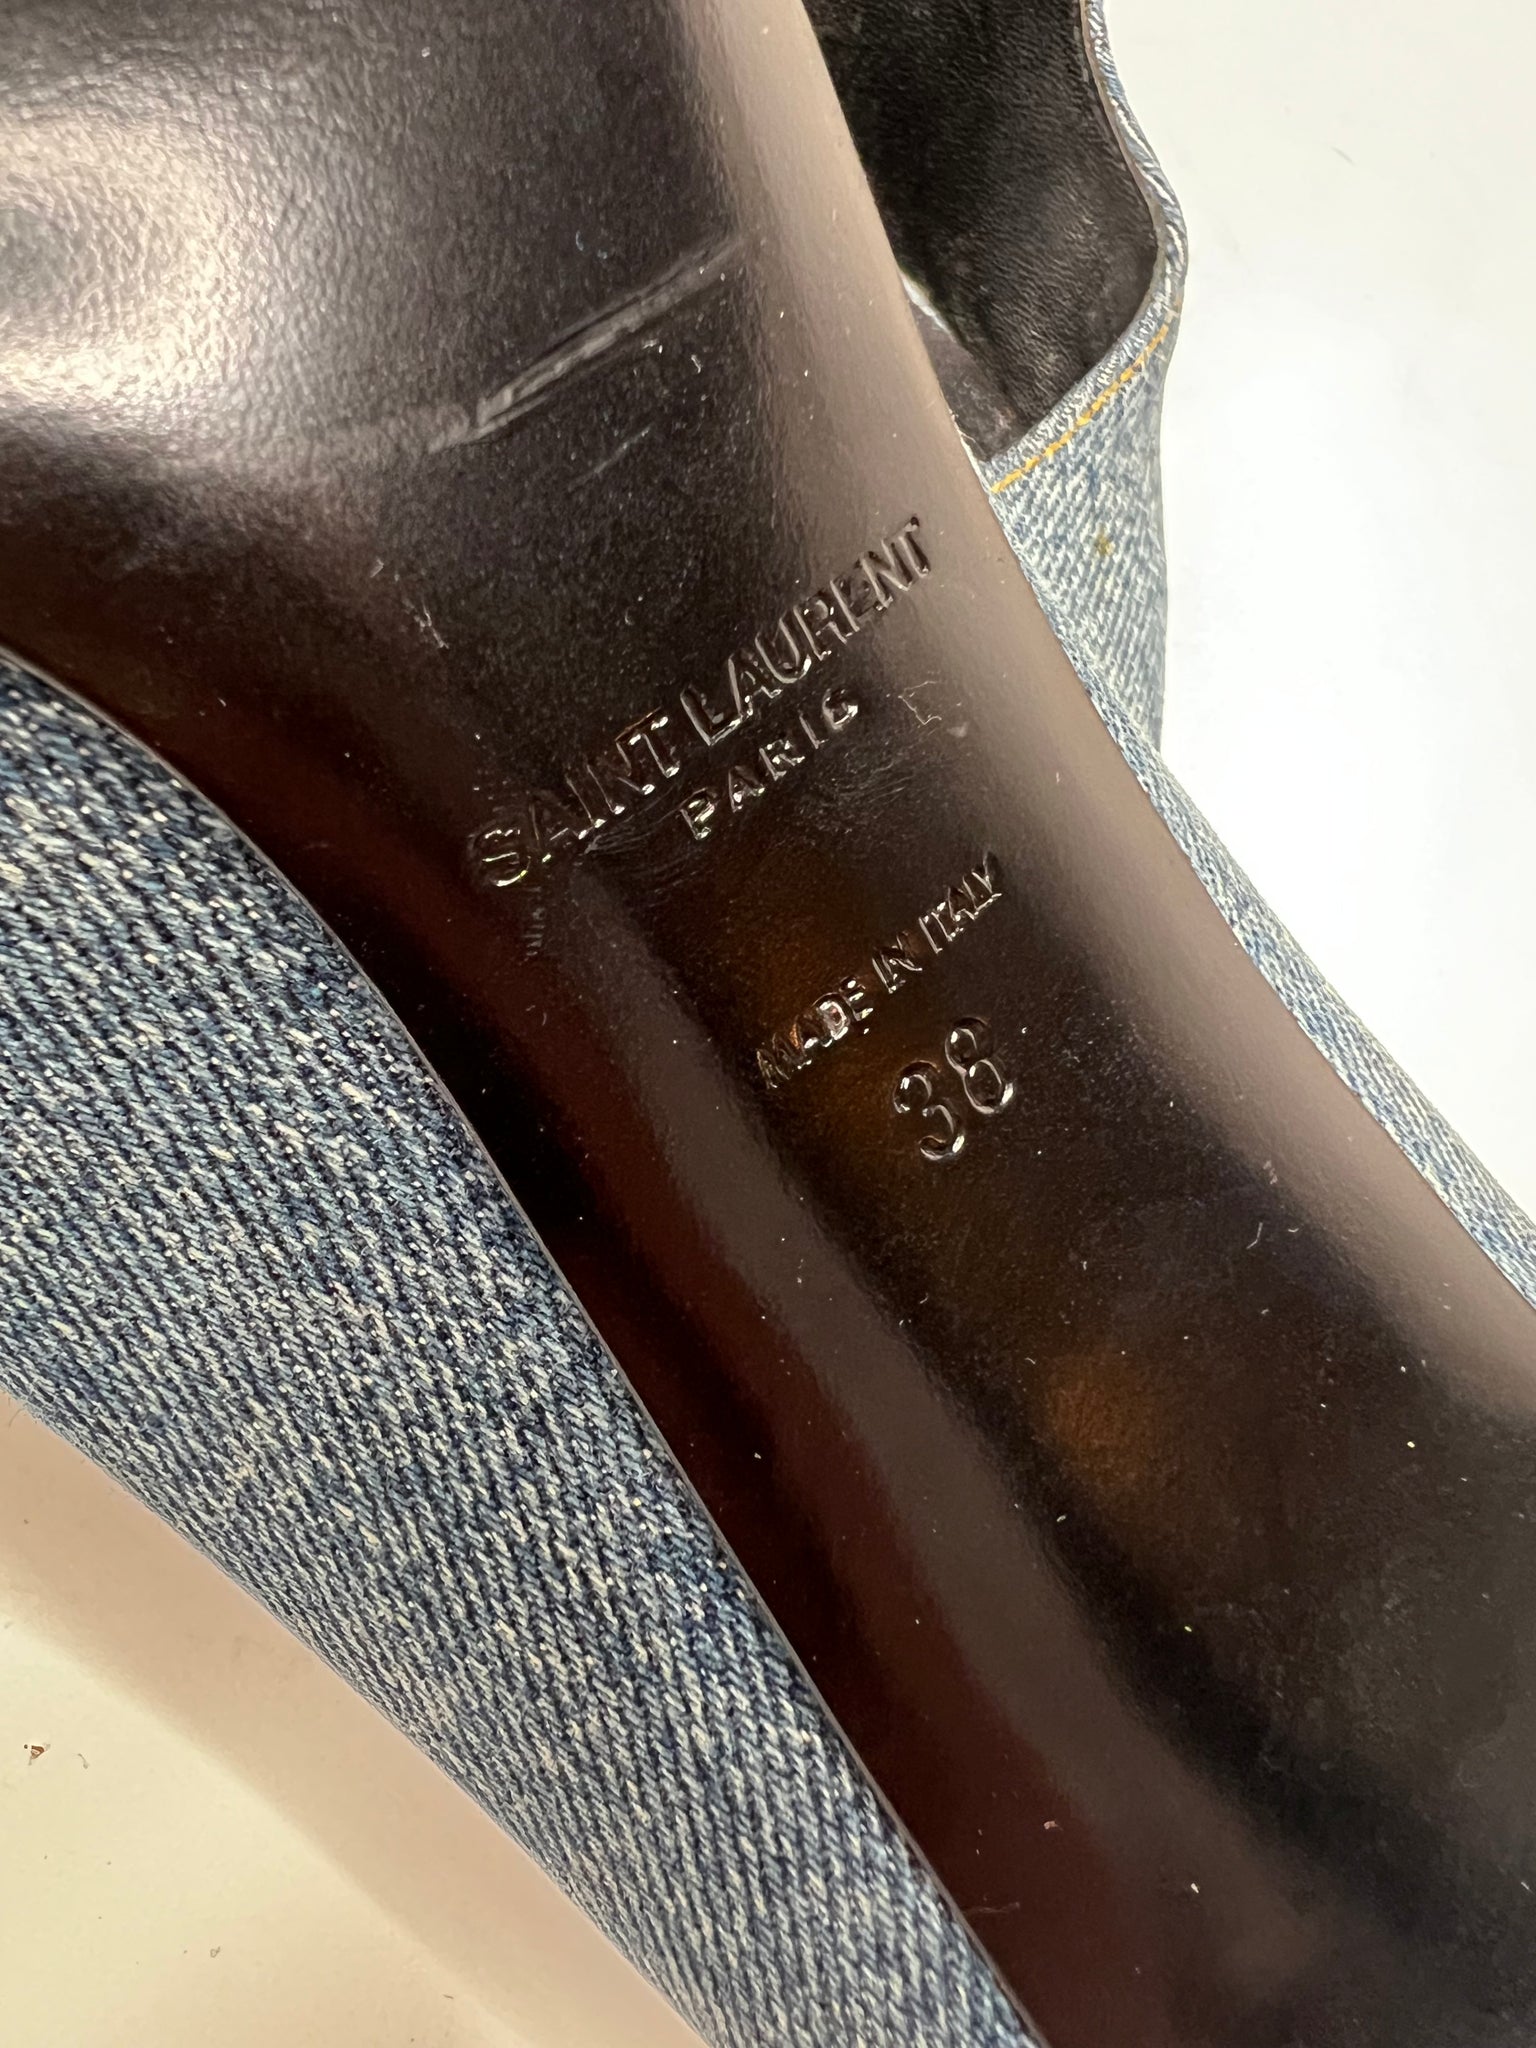 SAINT LAURENT
PARIS
MADE IN ITALY
38